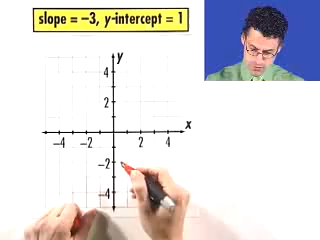 slope = −3, y-intercept = 1
y
4
2
x
−4 −2 2 4
−2
−4